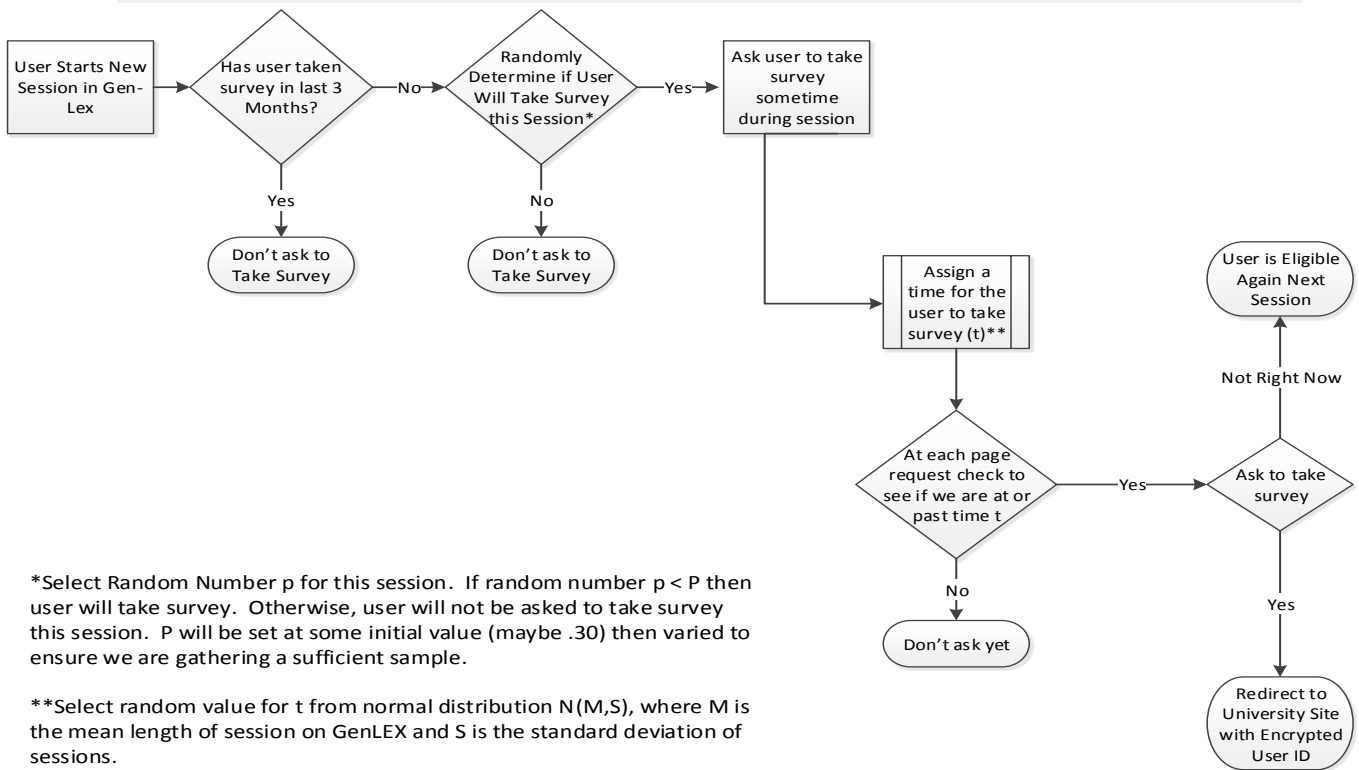 User Starts New
Session in Gen-
Lex
Has user taken
survey in last 3
Months?
No
Randomly
Determine if User
Will Take Survey
this Session*
Yes
Ask user to take
survey
sometime
during session
Yes
No
Don't ask to
Take Survey
Don't ask to
Take Survey
Assign a
time for the
user to take
survey (t)**
User is Eligible
Again Next
Session
Not Right Now
At each page
request check to
see if we are at or
past time t
Yes
Ask to take
survey
No
Yes
Don't ask yet
Redirect to
University Site
with Encrypted
User ID
*Select Random Number p for this session.  If random number p < P then
user will take survey.  Otherwise, user will not be asked to take survey
this session.  P will be set at some initial value (maybe .30) then varied to
ensure we are gathering a sufficient sample.
**Select random value for t from normal distribution N(M,S), where M is
the mean length of session on GenLEX and S is the standard deviation of
sessions.